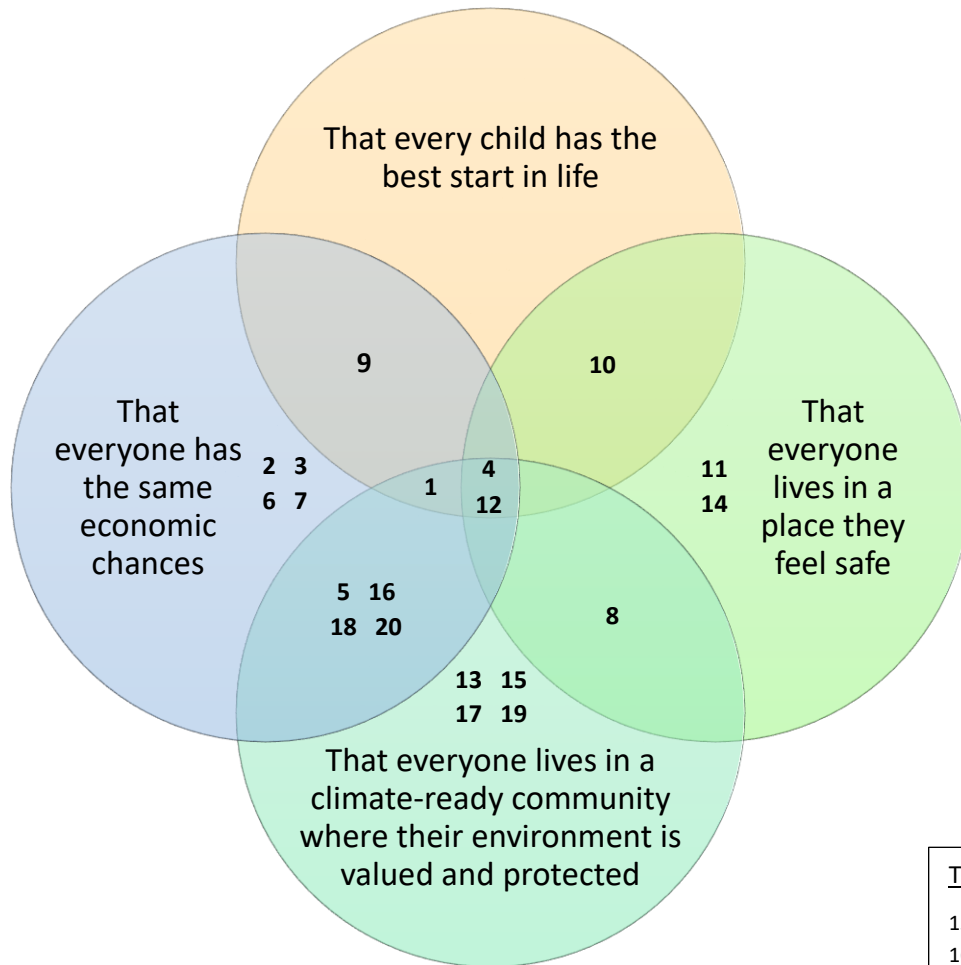 That every child has the
best start in life
9
10
That
everyone has
the same
economic
chances
2 3
6 7
1
4
12
11
14
That
everyone
lives in a
place they
feel safe
5 16
18 20
8
13 15
17 19
That everyone lives in a
climate-ready community
where their environment is
valued and protected